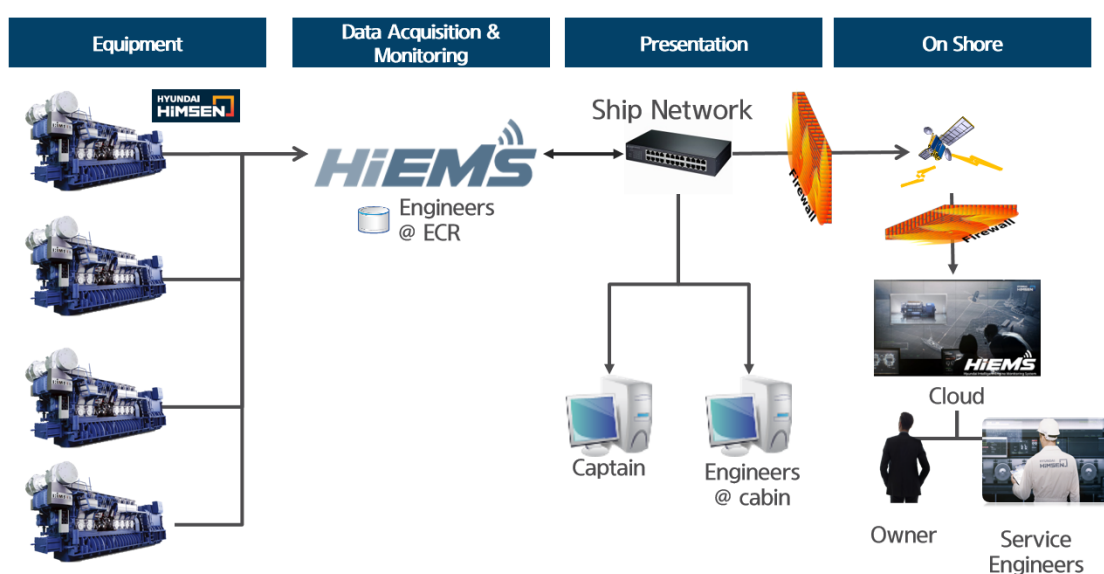 Equipment
Data Acquisition &
Monitoring
Presentation
On Shore
HYUNDAI
HIMSEN
HiEMS
Engineers
@ ECR
Ship Network
Firewall
Firewall
HiEMS
Cloud
Captain
Engineers
@ cabin
Owner
HIMSEN
Service
Engineers